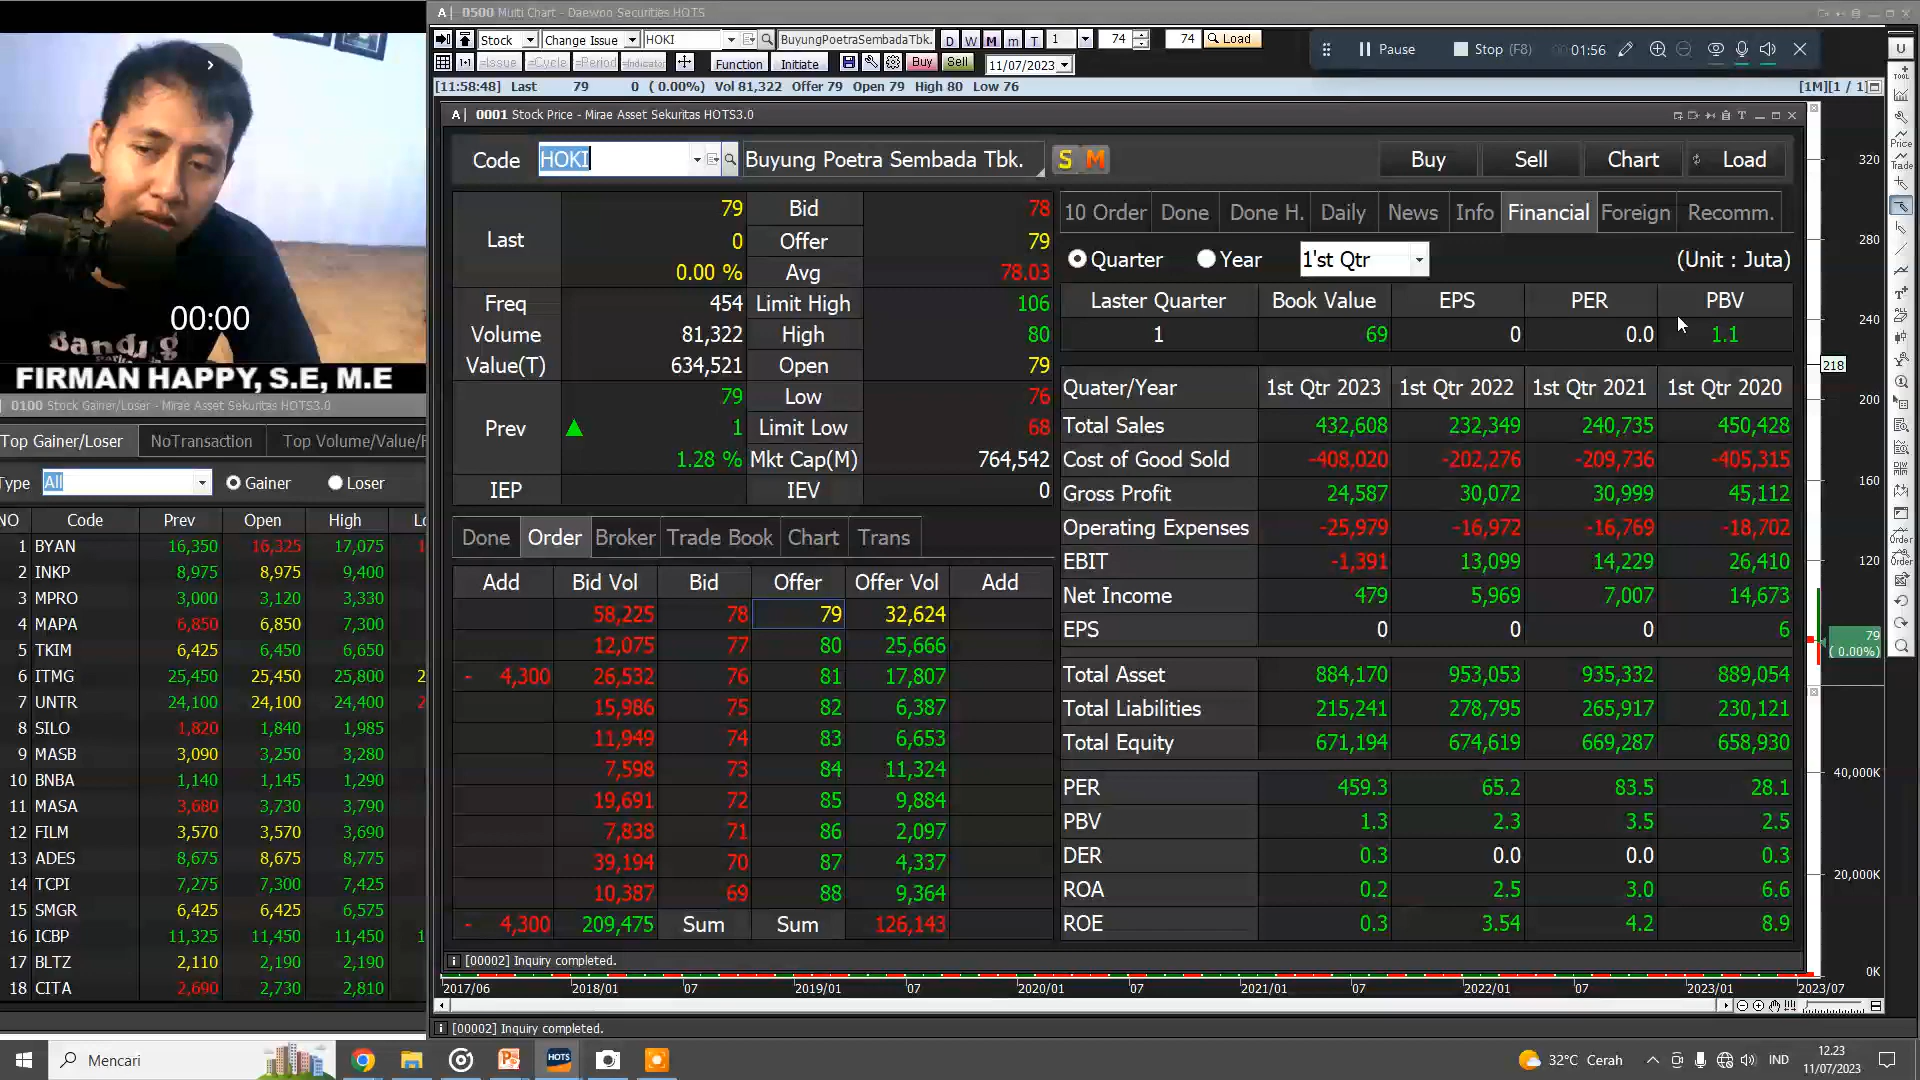 A| 0500 Multi Chart - Daewoo Securities HOTS
Stock Change Issue HOKI BuyungPoetraSembadaTbk. D W M m T 1 74 74 Load
=Issue =Cycle =Period =Indicator Function Initiate Buy Sell 11/07/2023
Pause Stop (F8) 00:01:56
[11:58:48] Last 79 0 ( 0.00%) Vol 81,322 Offer 79 Open 79 High 80 Low 76 [1M][1 / 1]
A| 0001 Stock Price - Mirae Asset Sekuritas HOTS3.0
Code HOKI Buyung Poetra Sembada Tbk. S M Buy Sell Chart Load
Last 79 Bid 78
0 Offer 79
0.00 % Avg 78.03
Freq 454 Limit High 106
Volume 81,322 High 80
Value(T) 634,521 Open 79
Prev 79 Low 76
1 Limit Low 68
1.28 % Mkt Cap(M) 764,542
IEP IEV 0
Done Order Broker Trade Book Chart Trans
Add Bid Vol Bid Offer Offer Vol Add
58,225 78 79 32,624
12,075 77 80 25,666
- 4,300 26,532 76 81 17,807
15,986 75 82 6,387
11,949 74 83 6,653
7,598 73 84 11,324
19,691 72 85 9,884
7,838 71 86 2,097
39,194 70 87 4,337
10,387 69 88 9,364
- 4,300 209,475 Sum Sum 126,143
10 Order Done Done H. Daily News Info Financial Foreign Recomm.
Quarter Year 1'st Qtr (Unit : Juta)
Laster Quarter Book Value EPS PER PBV
1 69 0 0.0 1.1
Quater/Year 1st Qtr 2023 1st Qtr 2022 1st Qtr 2021 1st Qtr 2020
Total Sales 432,608 232,349 240,735 450,428
Cost of Good Sold -408,020 -202,276 -209,736 -405,315
Gross Profit 24,587 30,072 30,999 45,112
Operating Expenses -25,979 -16,972 -16,769 -18,702
EBIT -1,391 13,099 14,229 26,410
Net Income 479 5,969 7,007 14,673
EPS 0 0 0 6
Total Asset 884,170 953,053 935,332 889,054
Total Liabilities 215,241 278,795 265,917 230,121
Total Equity 671,194 674,619 669,287 658,930
PER 459.3 65.2 83.5 28.1
PBV 1.3 2.3 3.5 2.5
DER 0.3 0.0 0.0 0.3
ROA 0.2 2.5 3.0 6.6
ROE 0.3 3.54 4.2 8.9
[00002] Inquiry completed.
2017/06 2018/01 07 2019/01 07 2020/01 07 2021/01 07 2022/01 07 2023/01 2023/07
[00002] Inquiry completed.
320
280
240
218
200
160
120
79
( 0.00%)
40,000K
20,000K
0K
U
TOOL
Price
Trade
Order
Order
00:00
Bandung
FIRMAN HAPPY, S.E, M.E
0100 Stock Gainer/Loser - Mirae Asset Sekuritas HOTS3.0
Top Gainer/Loser NoTransaction Top Volume/Value/F
Type All Gainer Loser
NO Code Prev Open High Lo
1 BYAN 16,350 16,325 17,075 1
2 INKP 8,975 8,975 9,400
3 MPRO 3,000 3,120 3,330
4 MAPA 6,850 6,850 7,300
5 TKIM 6,425 6,450 6,650
6 ITMG 25,450 25,450 25,800 2
7 UNTR 24,100 24,100 24,400 2
8 SILO 1,820 1,840 1,985
9 MASB 3,090 3,250 3,280
10 BNBA 1,140 1,145 1,290
11 MASA 3,680 3,730 3,790
12 FILM 3,570 3,570 3,690
13 ADES 8,675 8,675 8,775
14 TCPI 7,275 7,300 7,425
15 SMGR 6,425 6,425 6,575
16 ICBP 11,325 11,450 11,450 1
17 BLTZ 2,110 2,190 2,190
18 CITA 2,690 2,730 2,810
Mencari HOTS 32°C Cerah IND 12.23
11/07/2023